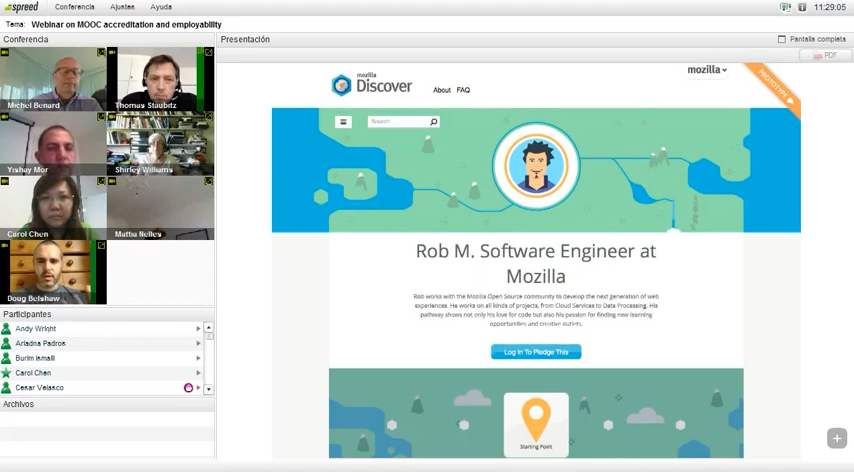 spreed Conferencia Ajustes Ayuda 11:29:05
Tema: Webinar on MOOC accreditation and employability
Conferencia
Michel Benard
Thomas Staubitz
Yishay Mor
Shirley Williams
Carol Chen
Mattia Nelles
Doug Belshaw
Participantes
Andy Wright
Ariadna Padros
Burim Ismaili
Carol Chen
Cesar Velasco
Archivos
Presentación Pantalla completa
PDF
mozilla
Discover
About FAQ
mozilla
PROTOTYPE
Search
Rob M. Software Engineer at
Mozilla
Rob works with the Mozilla Open Source community to develop the next generation of web
experiences. He works on all kinds of projects, from Cloud Services to Data Processing. His
pathway shows not only his love for code but also his passion for finding new learning
opportunities and creative outlets.
Log In To Pledge This
Starting Point